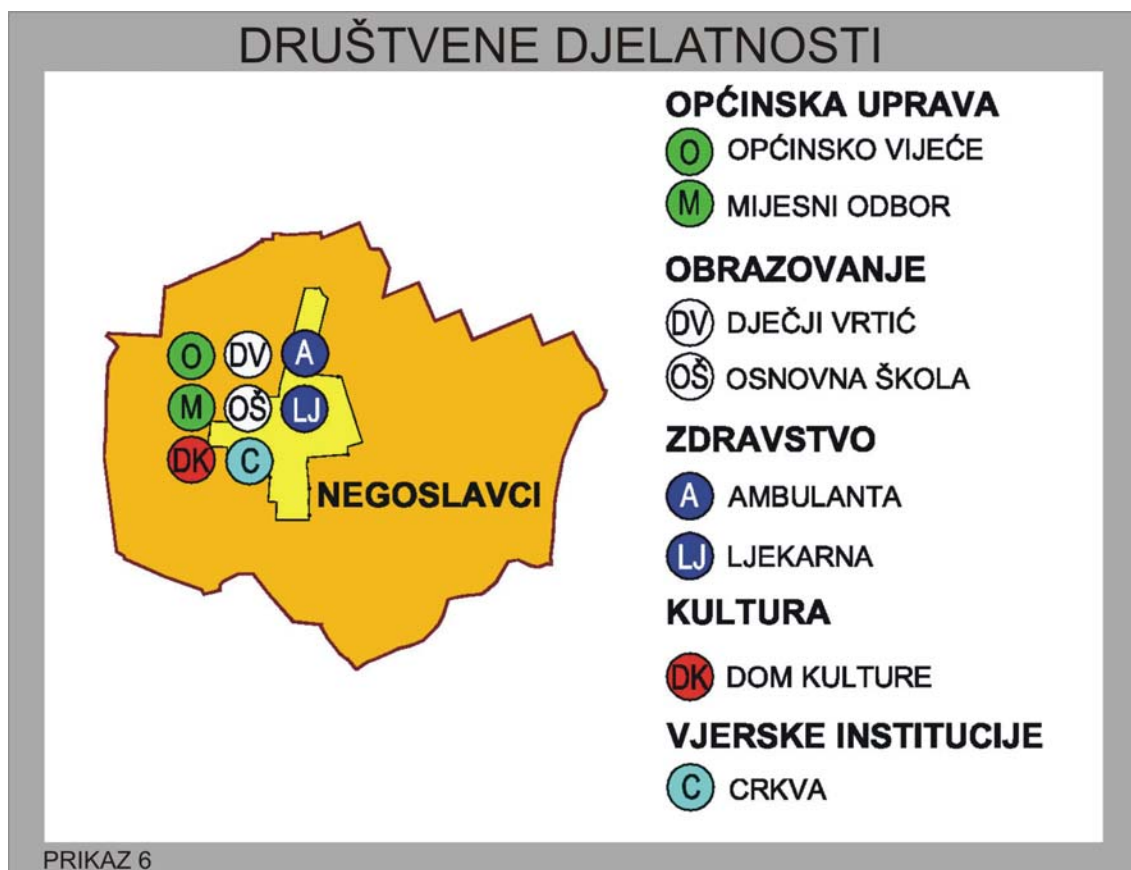 DRUŠTVENE DJELATNOSTI
O DV A
M OŠ LJ
DK C
NEGOSLAVCI
OPĆINSKA UPRAVA
O OPĆINSKO VIJEĆE
M MIJESNI ODBOR
OBRAZOVANJE
DV DJEČJI VRTIĆ
OŠ OSNOVNA ŠKOLA
ZDRAVSTVO
A AMBULANTA
LJ LJEKARNA
KULTURA
DK DOM KULTURE
VJERSKE INSTITUCIJE
C CRKVA
PRIKAZ 6